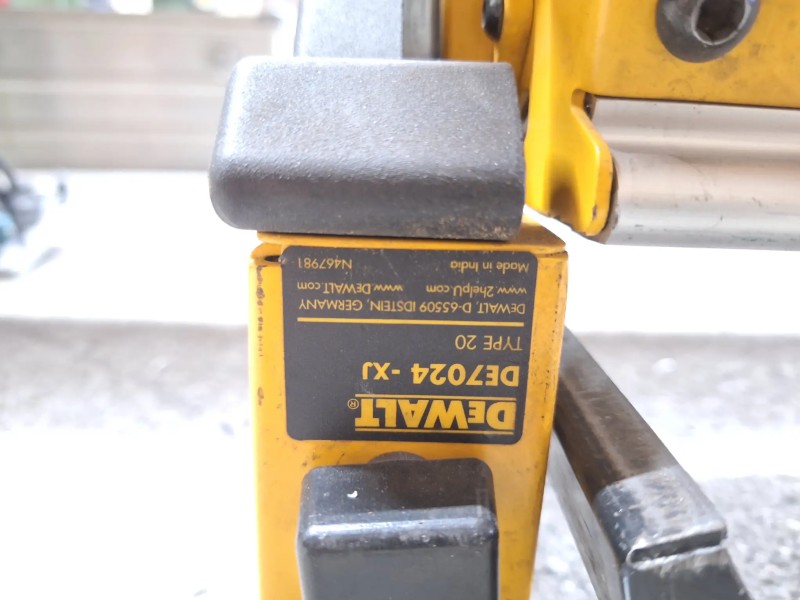 DEWALT®
DE7024 -XJ
TYPE 20
DEWALT, D-65509 IDSTEIN, GERMANY
www.2helpU.com www.DEWALT.com
Made in India N467981